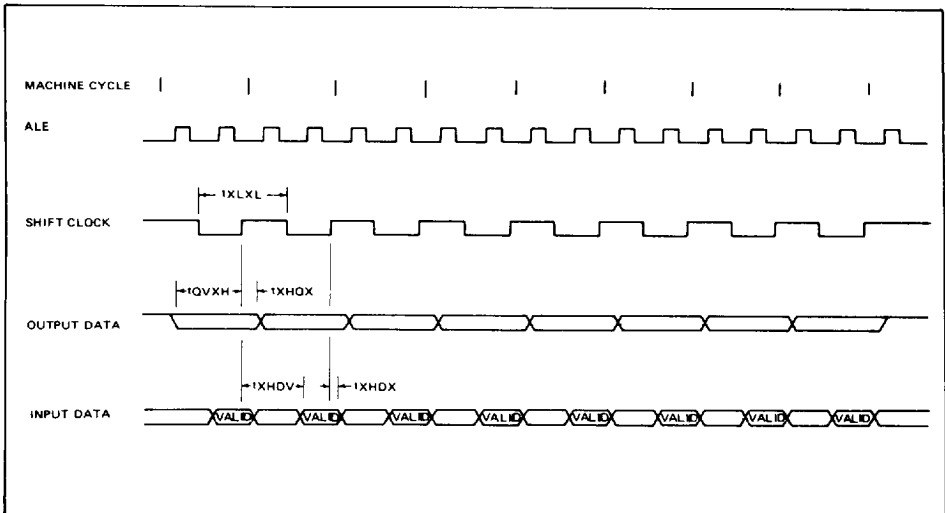 MACHINE CYCLE
ALE
tXLXL
SHIFT CLOCK
tQVXH tXHQX
OUTPUT DATA
tXHDV tXHDX
INPUT DATA VALID VALID VALID VALID VALID VALID VALID VALID